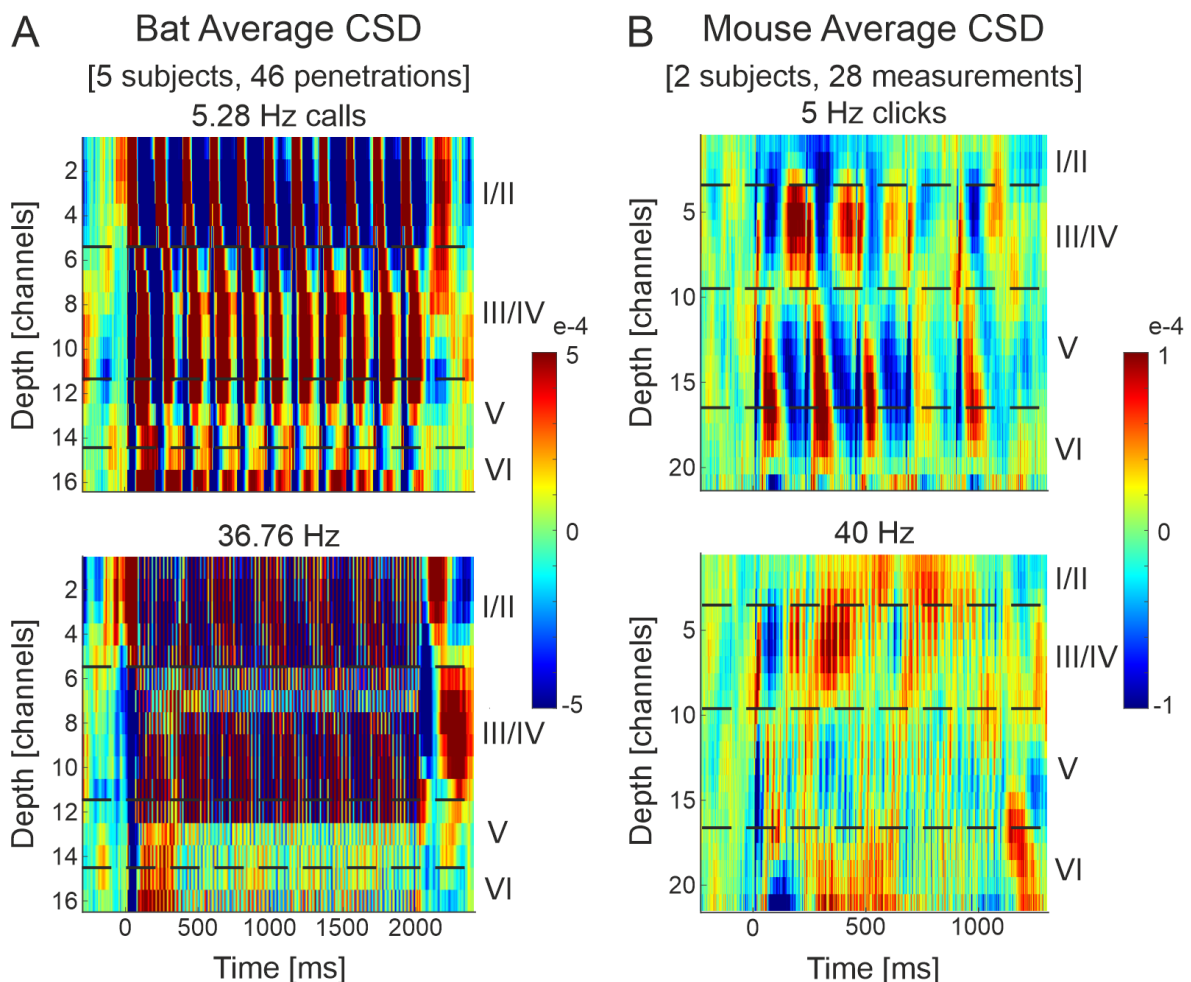 A Bat Average CSD
[5 subjects, 46 penetrations]
5.28 Hz calls
2
4
6
8
10
12
14
16
Depth [channels]
I/II
III/IV
V
VI
36.76 Hz
2
4
6
8
10
12
14
16
Depth [channels]
I/II
III/IV
V
VI
0
500
1000
1500
2000
Time [ms]
e-4
5
0
-5
B Mouse Average CSD
[2 subjects, 28 measurements]
5 Hz clicks
5
10
15
20
Depth [channels]
I/II
III/IV
V
VI
40 Hz
5
10
15
20
Depth [channels]
I/II
III/IV
V
VI
0
500
1000
Time [ms]
e-4
1
0
-1